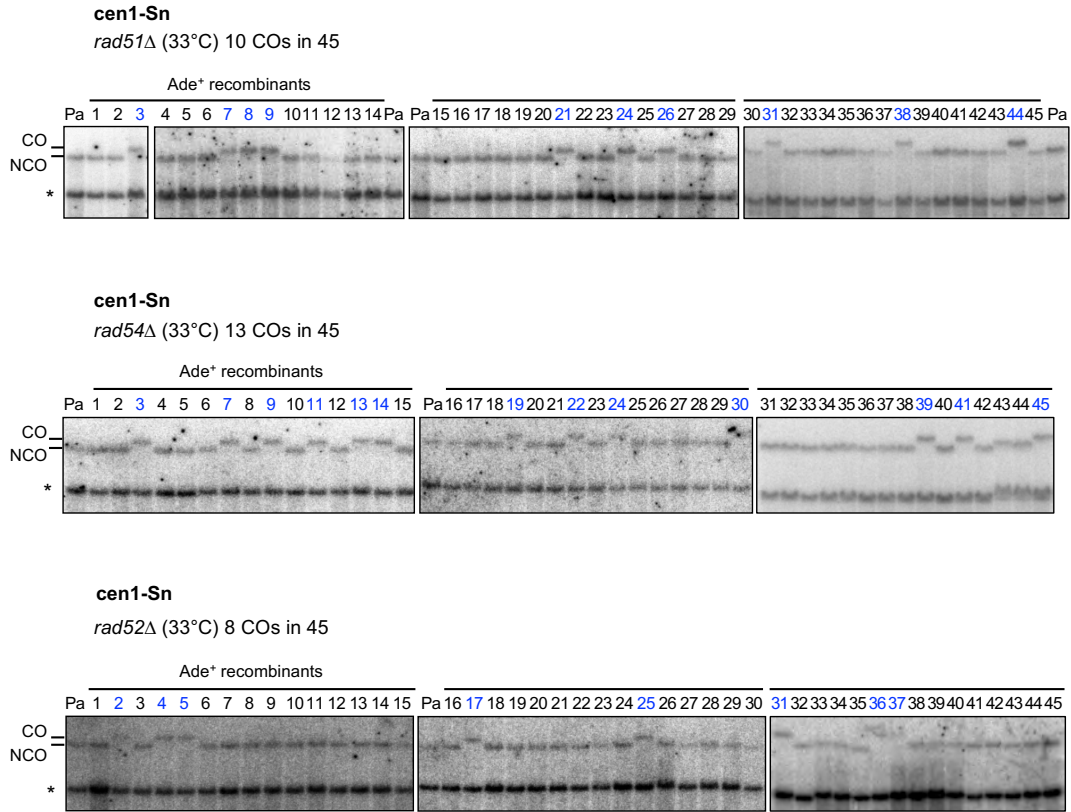 cen1-Sn
rad51Δ (33°C) 10 COs in 45
Ade⁺ recombinants
Pa 1 2 3 4 5 6 7 8 9 10 11 12 13 14 Pa Pa 15 16 17 18 19 20 21 22 23 24 25 26 27 28 29 30 31 32 33 34 35 36 37 38 39 40 41 42 43 44 45 Pa
CO
NCO
*
cen1-Sn
rad54Δ (33°C) 13 COs in 45
Ade⁺ recombinants
Pa 1 2 3 4 5 6 7 8 9 10 11 12 13 14 15 Pa 16 17 18 19 20 21 22 23 24 25 26 27 28 29 30 31 32 33 34 35 36 37 38 39 40 41 42 43 44 45
CO
NCO
*
cen1-Sn
rad52Δ (33°C) 8 COs in 45
Ade⁺ recombinants
Pa 1 2 3 4 5 6 7 8 9 10 11 12 13 14 15 Pa 16 17 18 19 20 21 22 23 24 25 26 27 28 29 30 31 32 33 34 35 36 37 38 39 40 41 42 43 44 45
CO
NCO
*